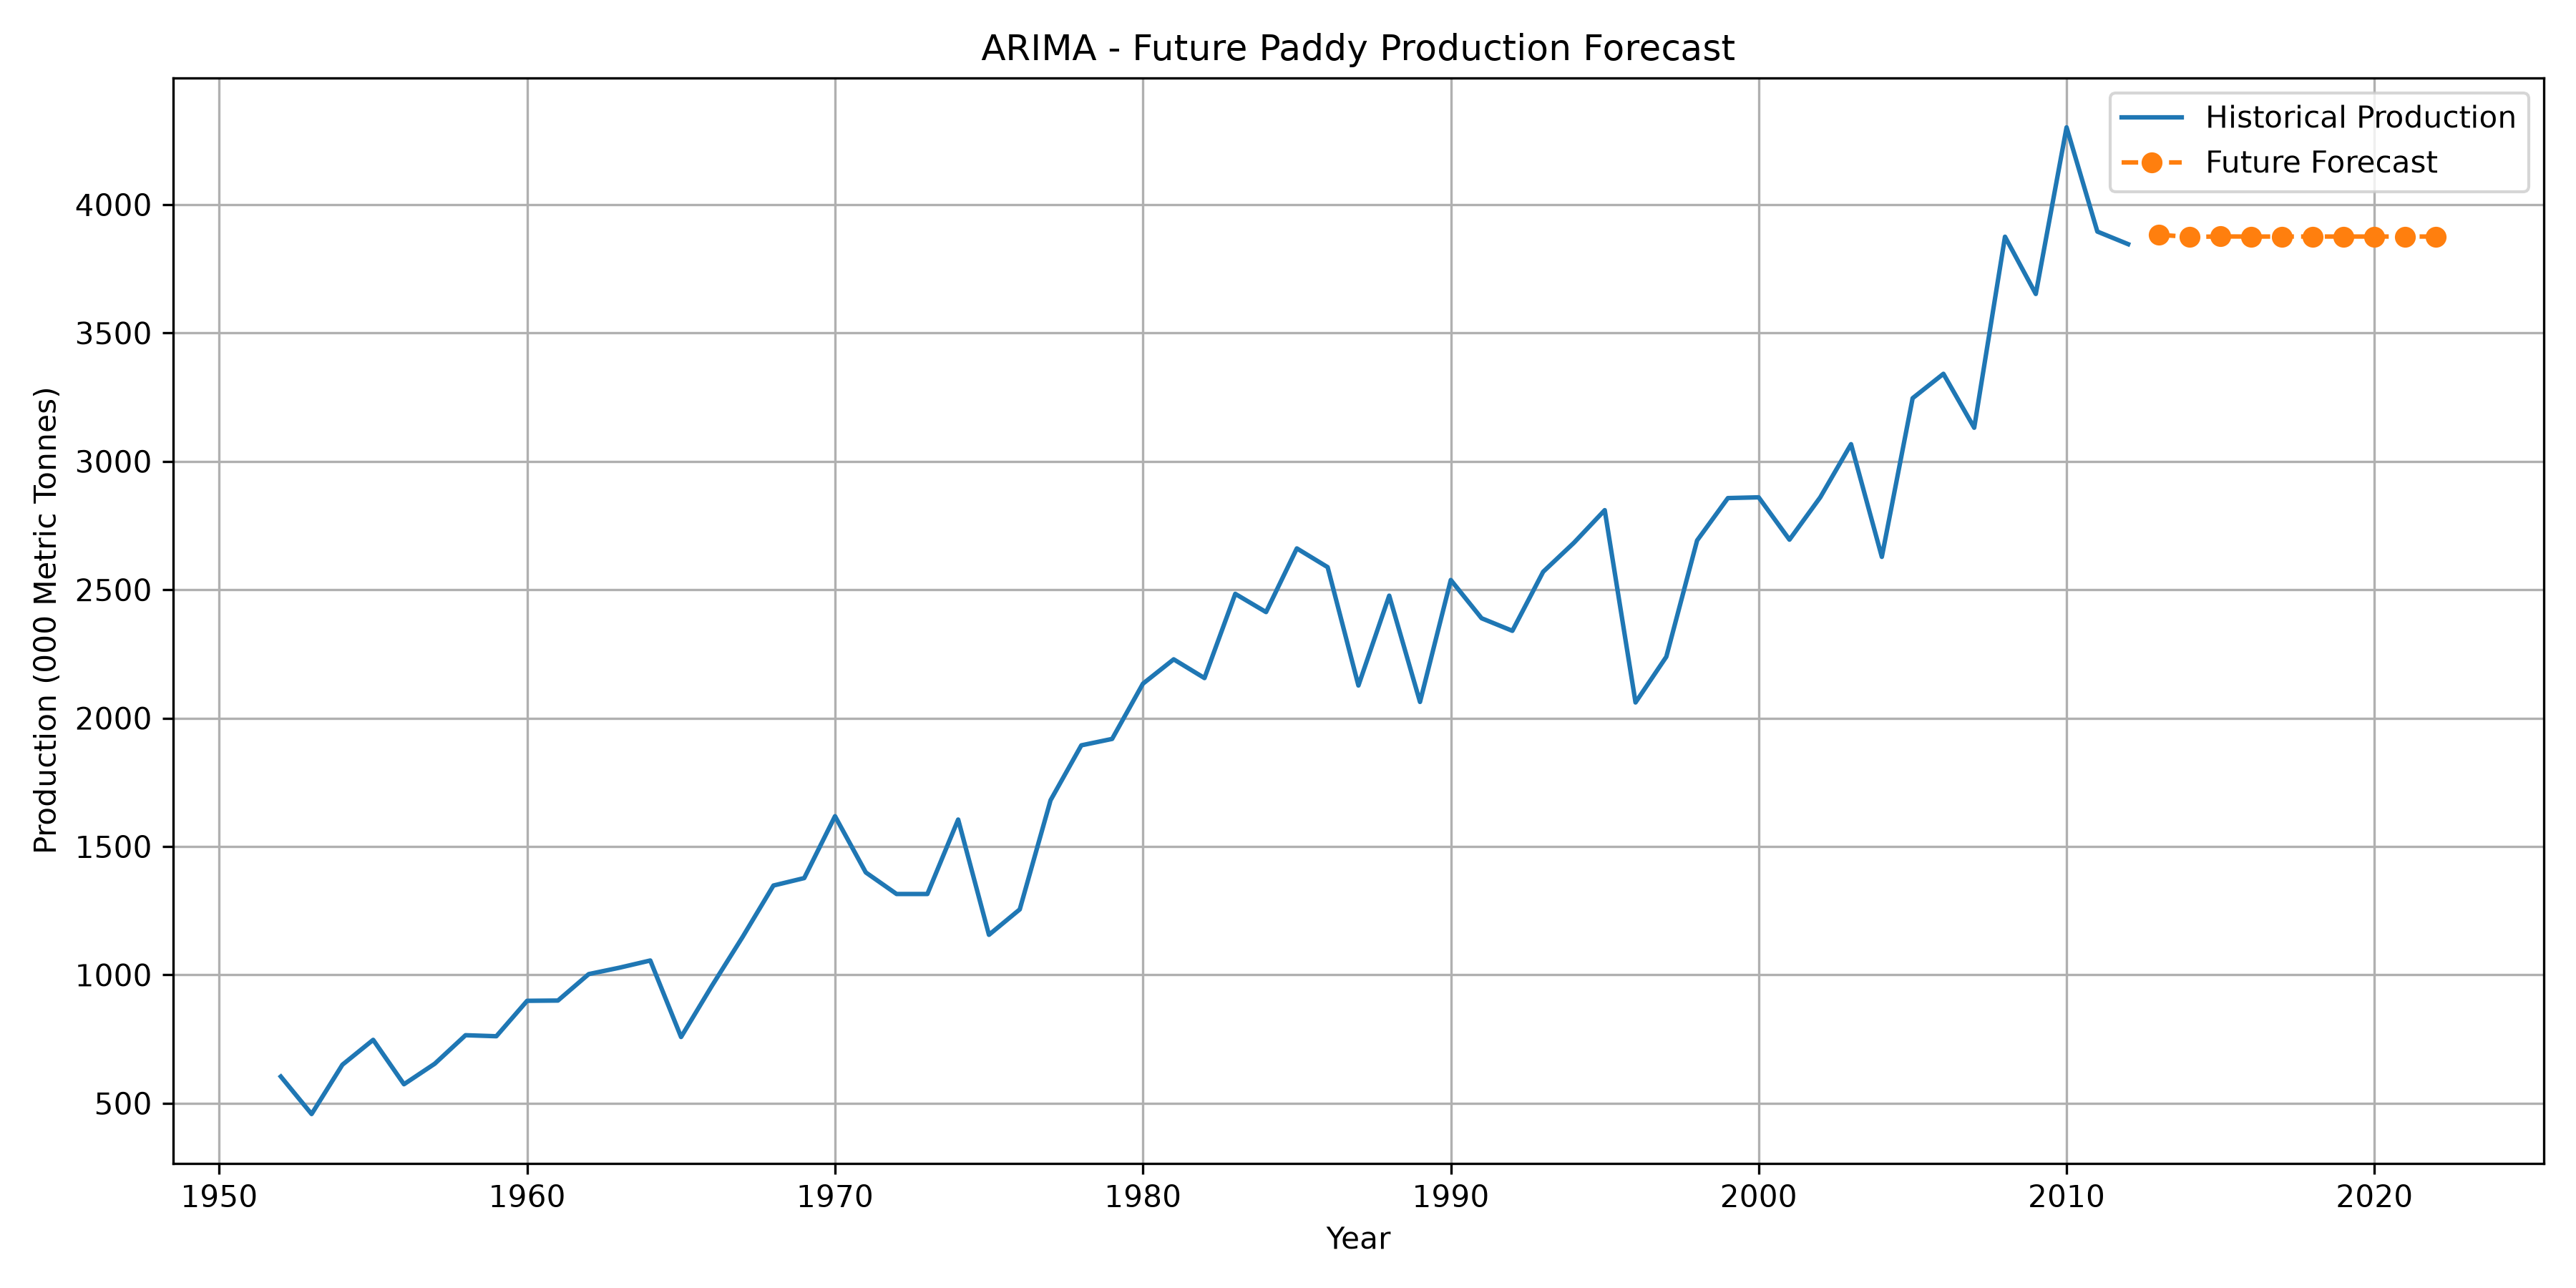 ARIMA - Future Paddy Production Forecast
Historical Production
Future Forecast
Production (000 Metric Tonnes)
4000
3500
3000
2500
2000
1500
1000
500
1950 1960 1970 1980 1990 2000 2010 2020
Year